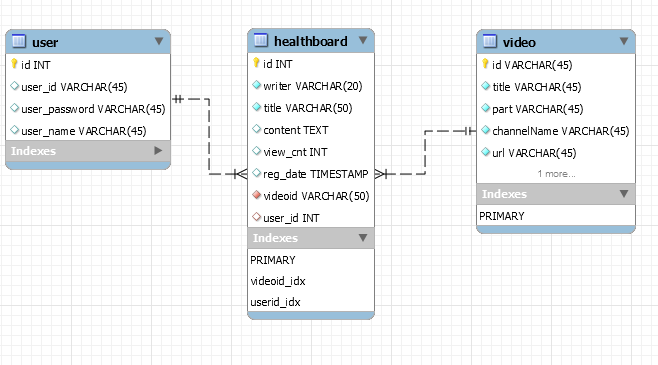 user
id INT
user_id VARCHAR(45)
user_password VARCHAR(45)
user_name VARCHAR(45)
Indexes
healthboard
id INT
writer VARCHAR(20)
title VARCHAR(50)
content TEXT
view_cnt INT
reg_date TIMESTAMP
videoid VARCHAR(50)
user_id INT
Indexes
PRIMARY
videoid_idx
userid_idx
video
id VARCHAR(45)
title VARCHAR(45)
part VARCHAR(45)
channelName VARCHAR(45)
url VARCHAR(45)
1 more...
Indexes
PRIMARY